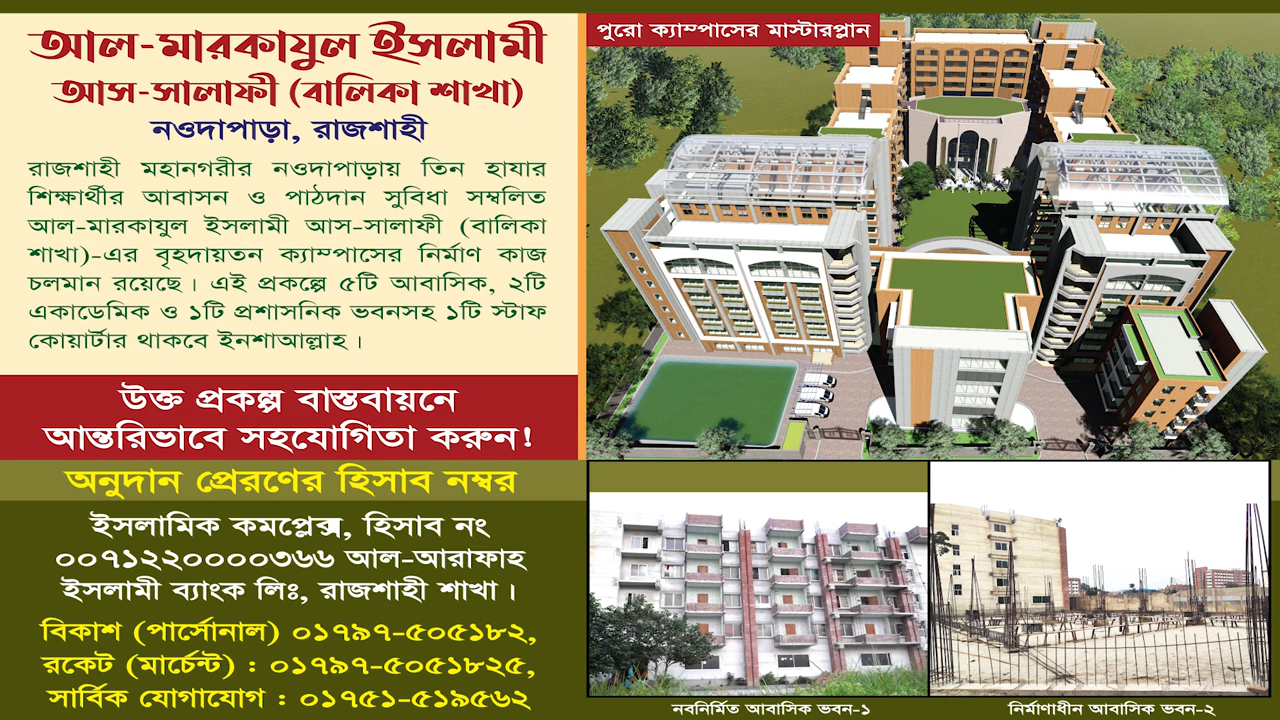 আল-মারকাযুল ইসলামী
আস-সালাফী (বালিকা শাখা)
নওদাপাড়া, রাজশাহী
রাজশাহী মহানগরীর নওদাপাড়ায় তিন হাযার
শিক্ষার্থীর আবাসন ও পাঠদান সুবিধা সম্বলিত
আল-মারকাযুল ইসলামী আস-সালাফী (বালিকা
শাখা)-এর বৃহদায়তন ক্যাম্পাসের নির্মাণ কাজ
চলমান রয়েছে। এই প্রকল্পে ৫টি আবাসিক, ২টি
একাডেমিক ও ১টি প্রশাসনিক ভবনসহ ১টি স্টাফ
কোয়ার্টার থাকবে ইনশাআল্লাহ।
উক্ত প্রকল্প বাস্তবায়নে
আন্তরিভাবে সহযোগিতা করুন!
অনুদান প্রেরণের হিসাব নম্বর
ইসলামিক কমপ্লেক্স, হিসাব নং
০০৭১২২০০০০৩৬৬ আল-আরাফাহ
ইসলামী ব্যাংক লিঃ, রাজশাহী শাখা।
বিকাশ (পার্সোনাল) ০১৭৯৭-৫০৫১৮২,
রকেট (মার্চেন্ট) : ০১৭৯৭-৫০৫১৮২৫,
সার্বিক যোগাযোগ : ০১৭৫১-৫১৯৫৬২
পুরো ক্যাম্পাসের মাস্টারপ্লান
নবনির্মিত আবাসিক ভবন-১
নির্মাণাধীন আবাসিক ভবন-২